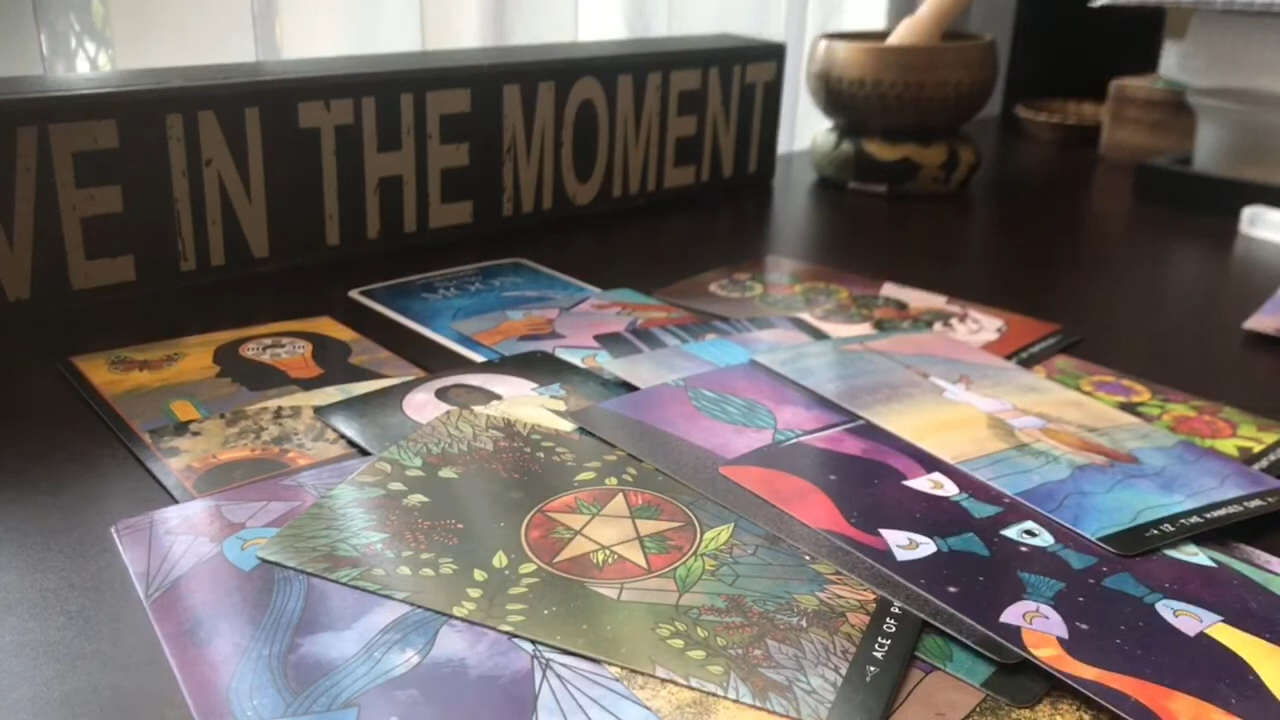 VE IN THE MOMENT
MOON
12 · THE HANGED ONE
ACE OF P